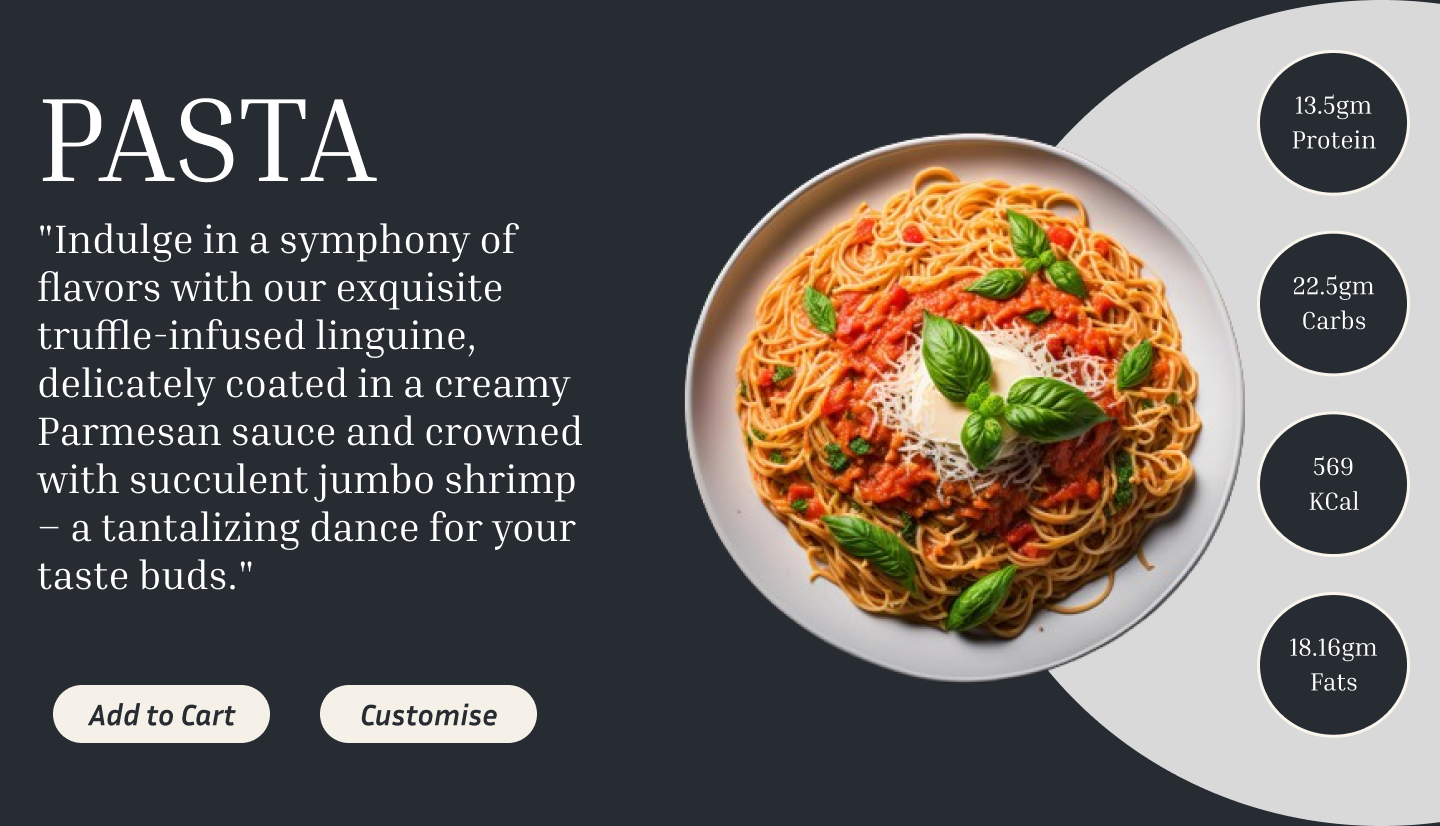 PASTA
"Indulge in a symphony of
flavors with our exquisite
truffle-infused linguine,
delicately coated in a creamy
Parmesan sauce and crowned
with succulent jumbo shrimp
– a tantalizing dance for your
taste buds."
Add to Cart
Customise
13.5gm
Protein
22.5gm
Carbs
569
KCal
18.16gm
Fats